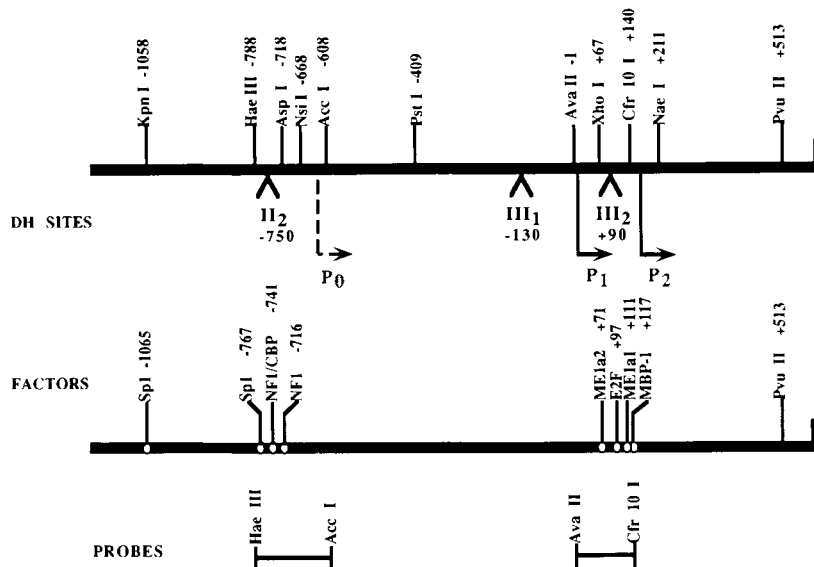 Kpn I -1058
Hae III -788
Asp I -718
Nsi I -668
Acc I -608
Pst I -409
Ava II -1
Xho I +67
Cfr 10 I +140
Nae I +211
Pvu II +513
DH SITES
II2
-750
III1
-130
III2
+90
P0
P1
P2
FACTORS
Sp1 -1065
Sp1 -767
NF1/CBP -741
NF1 -716
ME1a2 +71
E2F +97
ME1a1 +111
MBP-1 +117
Pvu II +513
PROBES
Hae III
Acc I
Ava II
Cfr 10 I